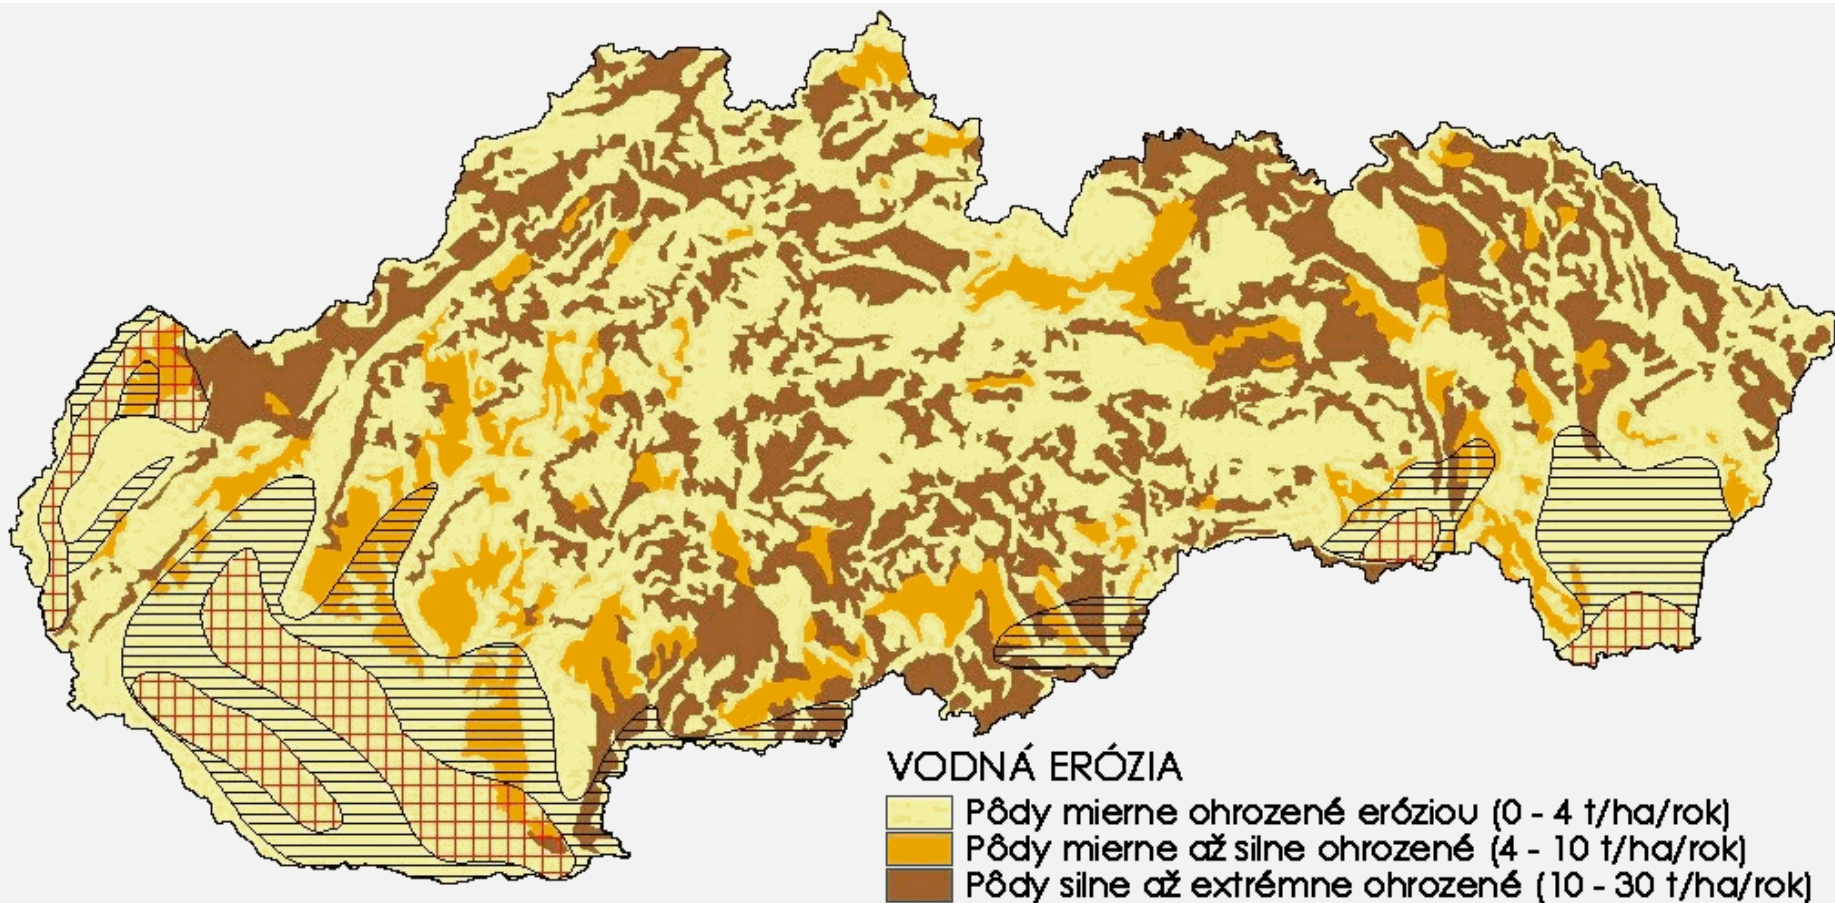 VODNÁ ERÓZIA
Pôdy mierne ohrozené eróziou (0 - 4 t/ha/rok)
Pôdy mierne až silne ohrozené (4 - 10 t/ha/rok)
Pôdy silne až extrémne ohrozené (10 - 30 t/ha/rok)